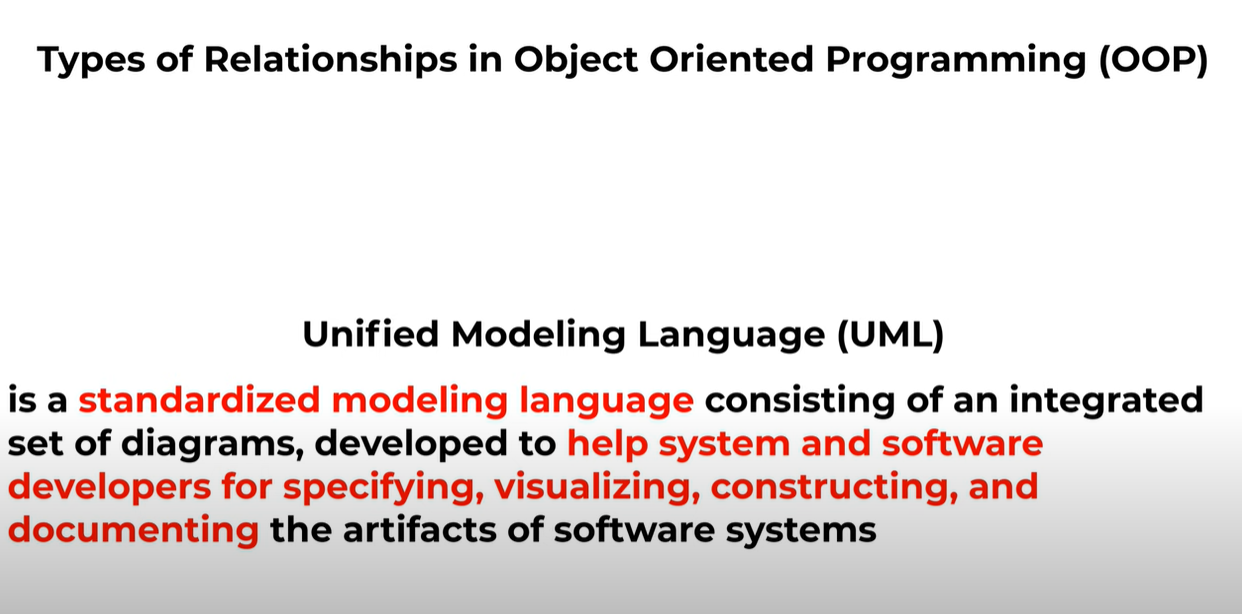 Types of Relationships in Object Oriented Programming (OOP)
Unified Modeling Language (UML)
is a standardized modeling language consisting of an integrated
set of diagrams, developed to help system and software
developers for specifying, visualizing, constructing, and
documenting the artifacts of software systems